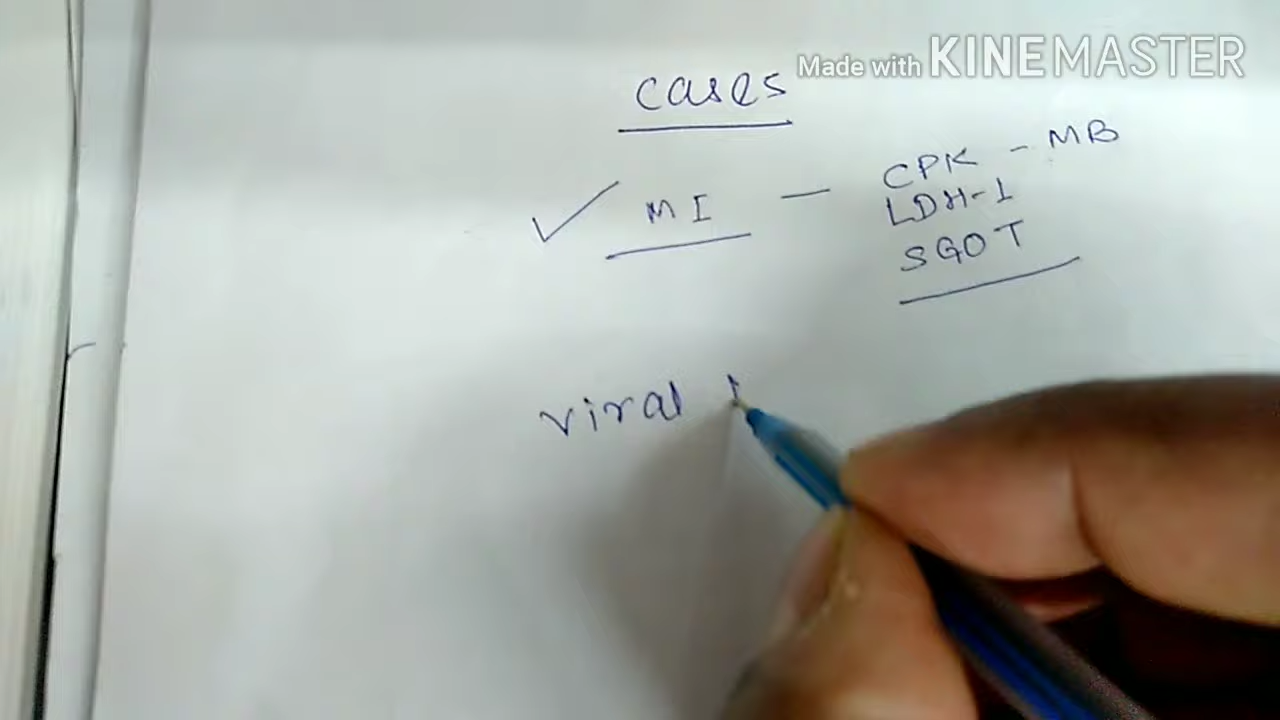 Made with KINEMASTER
cases
✓ MI — CPK - MB
LDH-1
SGOT
viral